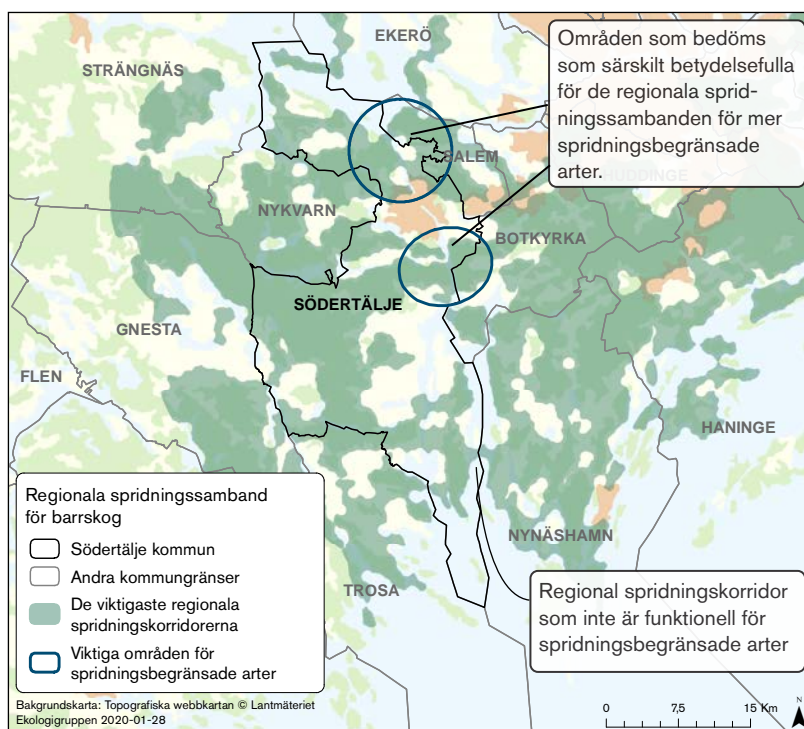 EKERÖ
STRÄNGNÄS
Områden som bedöms
som särskilt betydelsefulla
för de regionala sprid-
ningssambanden för mer
spridningsbegränsade
arter.
SALEM
HUDDINGE
NYKVARN
BOTKYRKA
SÖDERTÄLJE
GNESTA
FLEN
HANINGE
NYNÄSHAMN
TROSA
Regional spridningskorridor
som inte är funktionell för
spridningsbegränsade arter
Regionala spridningssamband
för barrskog
Södertälje kommun
Andra kommungränser
De viktigaste regionala
spridningskorridorerna
Viktiga områden för
spridningsbegränsade arter
Bakgrundskarta: Topografiska webbkartan © Lantmäteriet
Ekologigruppen 2020-01-28
0 7,5 15 Km
N